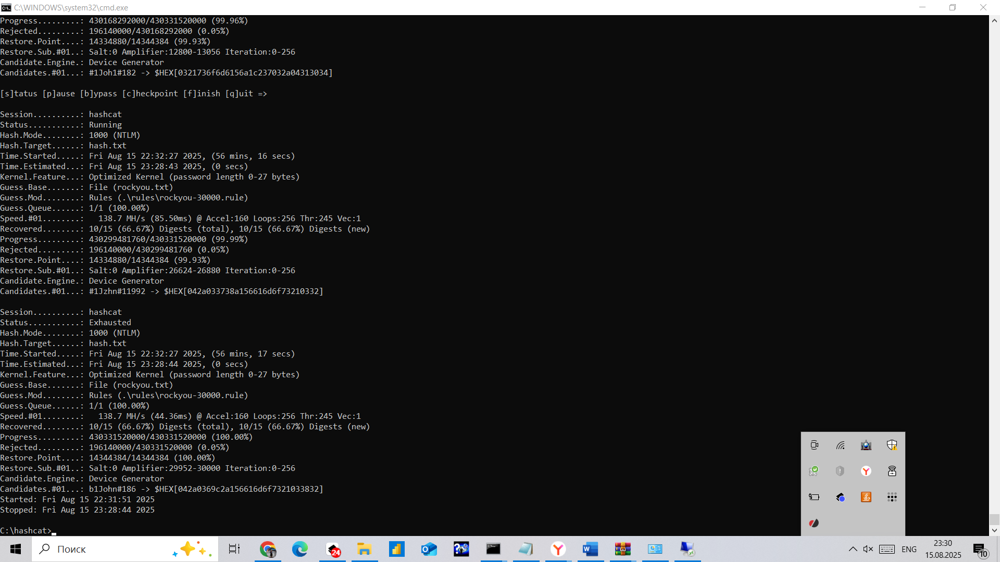 C:\WINDOWS\system32\cmd.exe
Progress.........: 430168292000/430331520000 (99.96%)
Rejected.........: 196140000/430168292000 (0.05%)
Restore.Point....: 14334880/14344384 (99.93%)
Restore.Sub.#01..: Salt:0 Amplifier:12800-13056 Iteration:0-256
Candidate.Engine.: Device Generator
Candidates.#01...: #1Joh1#182 -> $HEX[0321736f6d6156a1c237032a04313034]
[s]tatus [p]ause [b]ypass [c]heckpoint [f]inish [q]uit =>
Session..........: hashcat
Status...........: Running
Hash.Mode........: 1000 (NTLM)
Hash.Target......: hash.txt
Time.Started.....: Fri Aug 15 22:32:27 2025, (56 mins, 16 secs)
Time.Estimated...: Fri Aug 15 23:28:43 2025, (0 secs)
Kernel.Feature...: Optimized Kernel (password length 0-27 bytes)
Guess.Base.......: File (rockyou.txt)
Guess.Mod........: Rules (.\rules\rockyou-30000.rule)
Guess.Queue......: 1/1 (100.00%)
Speed.#01........:   138.7 MH/s (85.50ms) @ Accel:160 Loops:256 Thr:245 Vec:1
Recovered........: 10/15 (66.67%) Digests (total), 10/15 (66.67%) Digests (new)
Progress.........: 430299481760/430331520000 (99.99%)
Rejected.........: 196140000/430299481760 (0.05%)
Restore.Point....: 14334880/14344384 (99.93%)
Restore.Sub.#01..: Salt:0 Amplifier:26624-26880 Iteration:0-256
Candidate.Engine.: Device Generator
Candidates.#01...: #1Jzhn#11992 -> $HEX[042a033738a156616d6f73210332]
Session..........: hashcat
Status...........: Exhausted
Hash.Mode........: 1000 (NTLM)
Hash.Target......: hash.txt
Time.Started.....: Fri Aug 15 22:32:27 2025, (56 mins, 17 secs)
Time.Estimated...: Fri Aug 15 23:28:44 2025, (0 secs)
Kernel.Feature...: Optimized Kernel (password length 0-27 bytes)
Guess.Base.......: File (rockyou.txt)
Guess.Mod........: Rules (.\rules\rockyou-30000.rule)
Guess.Queue......: 1/1 (100.00%)
Speed.#01........:   138.7 MH/s (44.36ms) @ Accel:160 Loops:256 Thr:245 Vec:1
Recovered........: 10/15 (66.67%) Digests (total), 10/15 (66.67%) Digests (new)
Progress.........: 430331520000/430331520000 (100.00%)
Rejected.........: 196140000/430331520000 (0.05%)
Restore.Point....: 14344384/14344384 (100.00%)
Restore.Sub.#01..: Salt:0 Amplifier:29952-30000 Iteration:0-256
Candidate.Engine.: Device Generator
Candidates.#01...: b1John#186 -> $HEX[042a0369c2a156616d6f7321033832]
Started: Fri Aug 15 22:31:51 2025
Stopped: Fri Aug 15 23:28:44 2025
C:\hashcat>
Поиск
24
ENG
23:30
15.08.2025
10